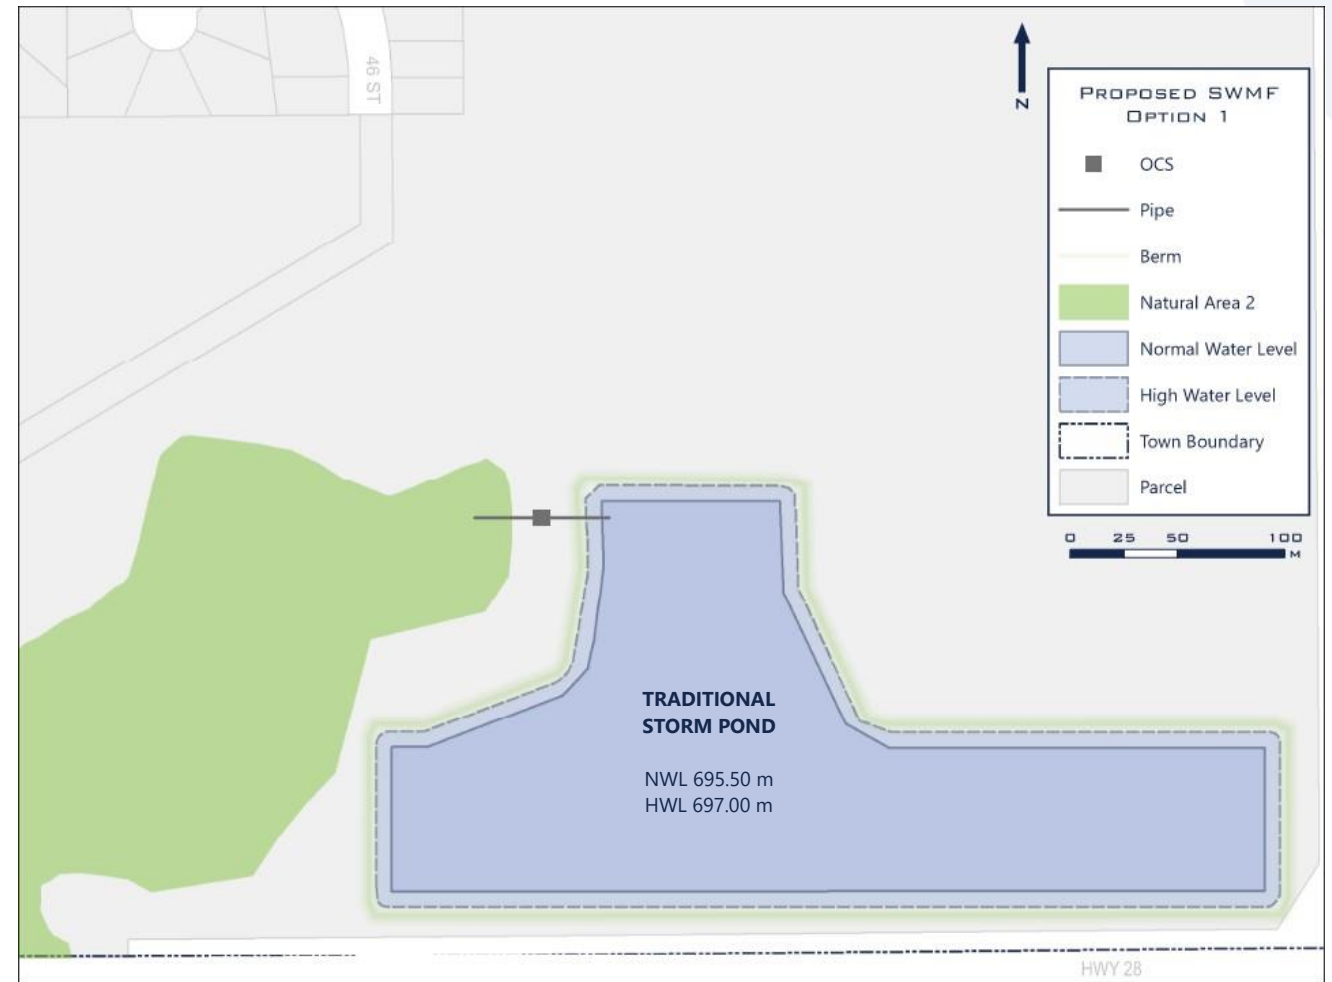 46 ST
N
PROPOSED SWMF
OPTION 1
OCS
Pipe
Berm
Natural Area 2
Normal Water Level
High Water Level
Town Boundary
Parcel
0 25 50 100
M
TRADITIONAL
STORM POND
NWL 695.50 m
HWL 697.00 m
HWY 28